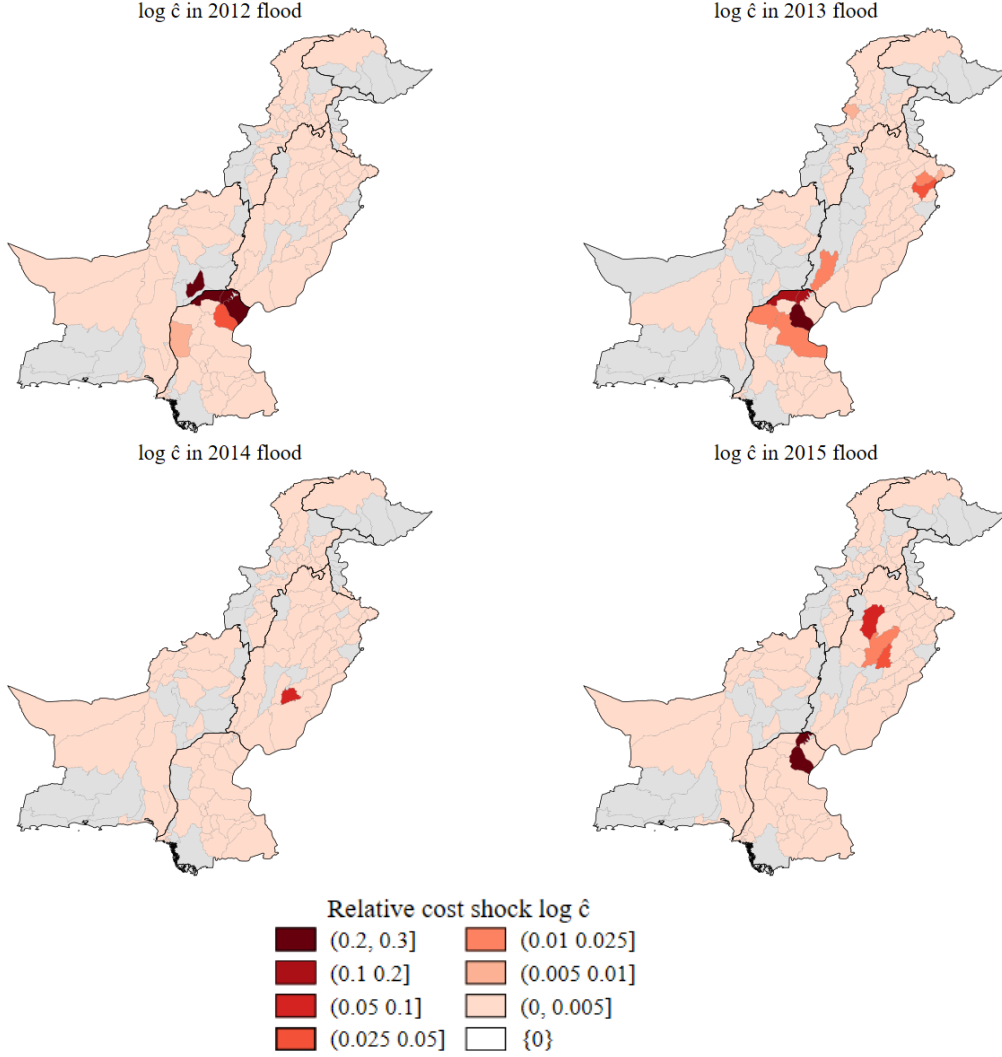 log ĉ in 2012 flood
log ĉ in 2013 flood
log ĉ in 2014 flood
log ĉ in 2015 flood
Relative cost shock log ĉ
(0.2, 0.3]
(0.01 0.025]
(0.1 0.2]
(0.005 0.01]
(0.05 0.1]
(0, 0.005]
(0.025 0.05]
{0}